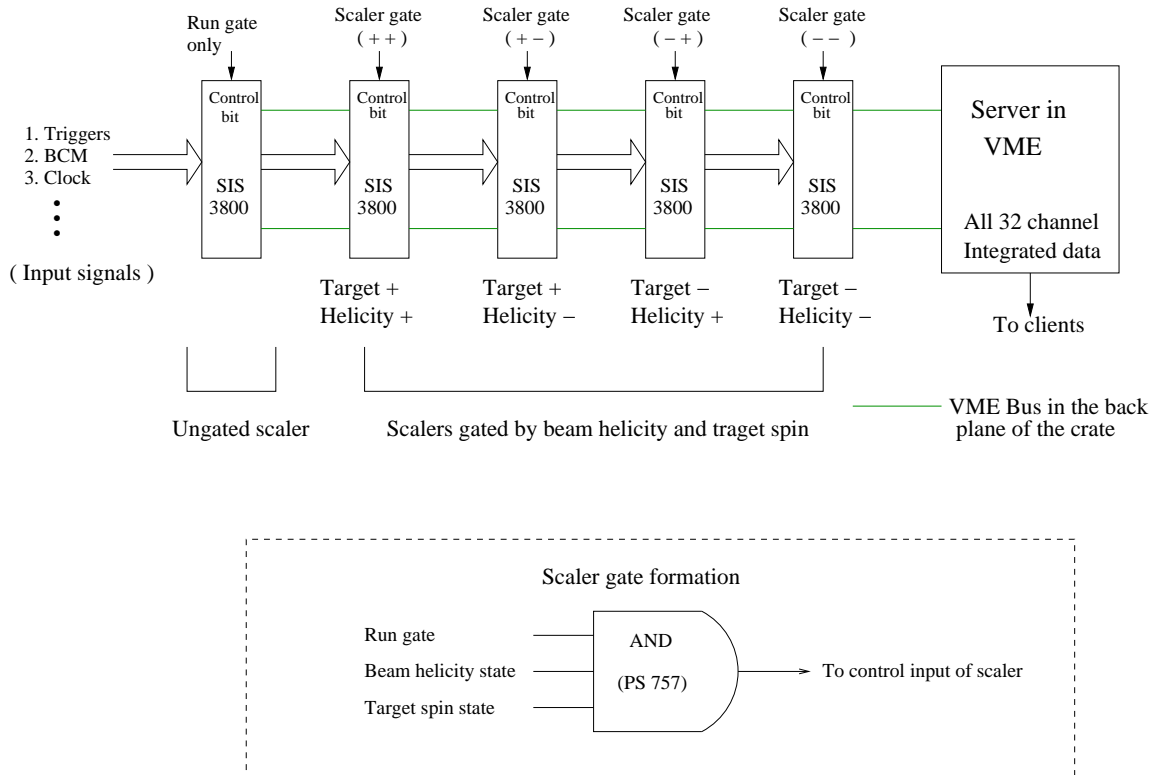 Run gate
only
Scaler gate
( + + )
Scaler gate
( + − )
Scaler gate
( − + )
Scaler gate
( − − )
Control
bit
SIS
3800
Control
bit
SIS
3800
Control
bit
SIS
3800
Control
bit
SIS
3800
Control
bit
SIS
3800
Server in
VME
All 32 channel
Integrated data
1. Triggers
2. BCM
3. Clock
( Input signals )
Target +
Helicity +
Target +
Helicity −
Target −
Helicity +
Target −
Helicity −
To clients
Ungated scaler
Scalers gated by beam helicity and traget spin
VME Bus in the back
plane of the crate
Scaler gate formation
Run gate
Beam helicity state
Target spin state
AND
(PS 757)
To control input of scaler